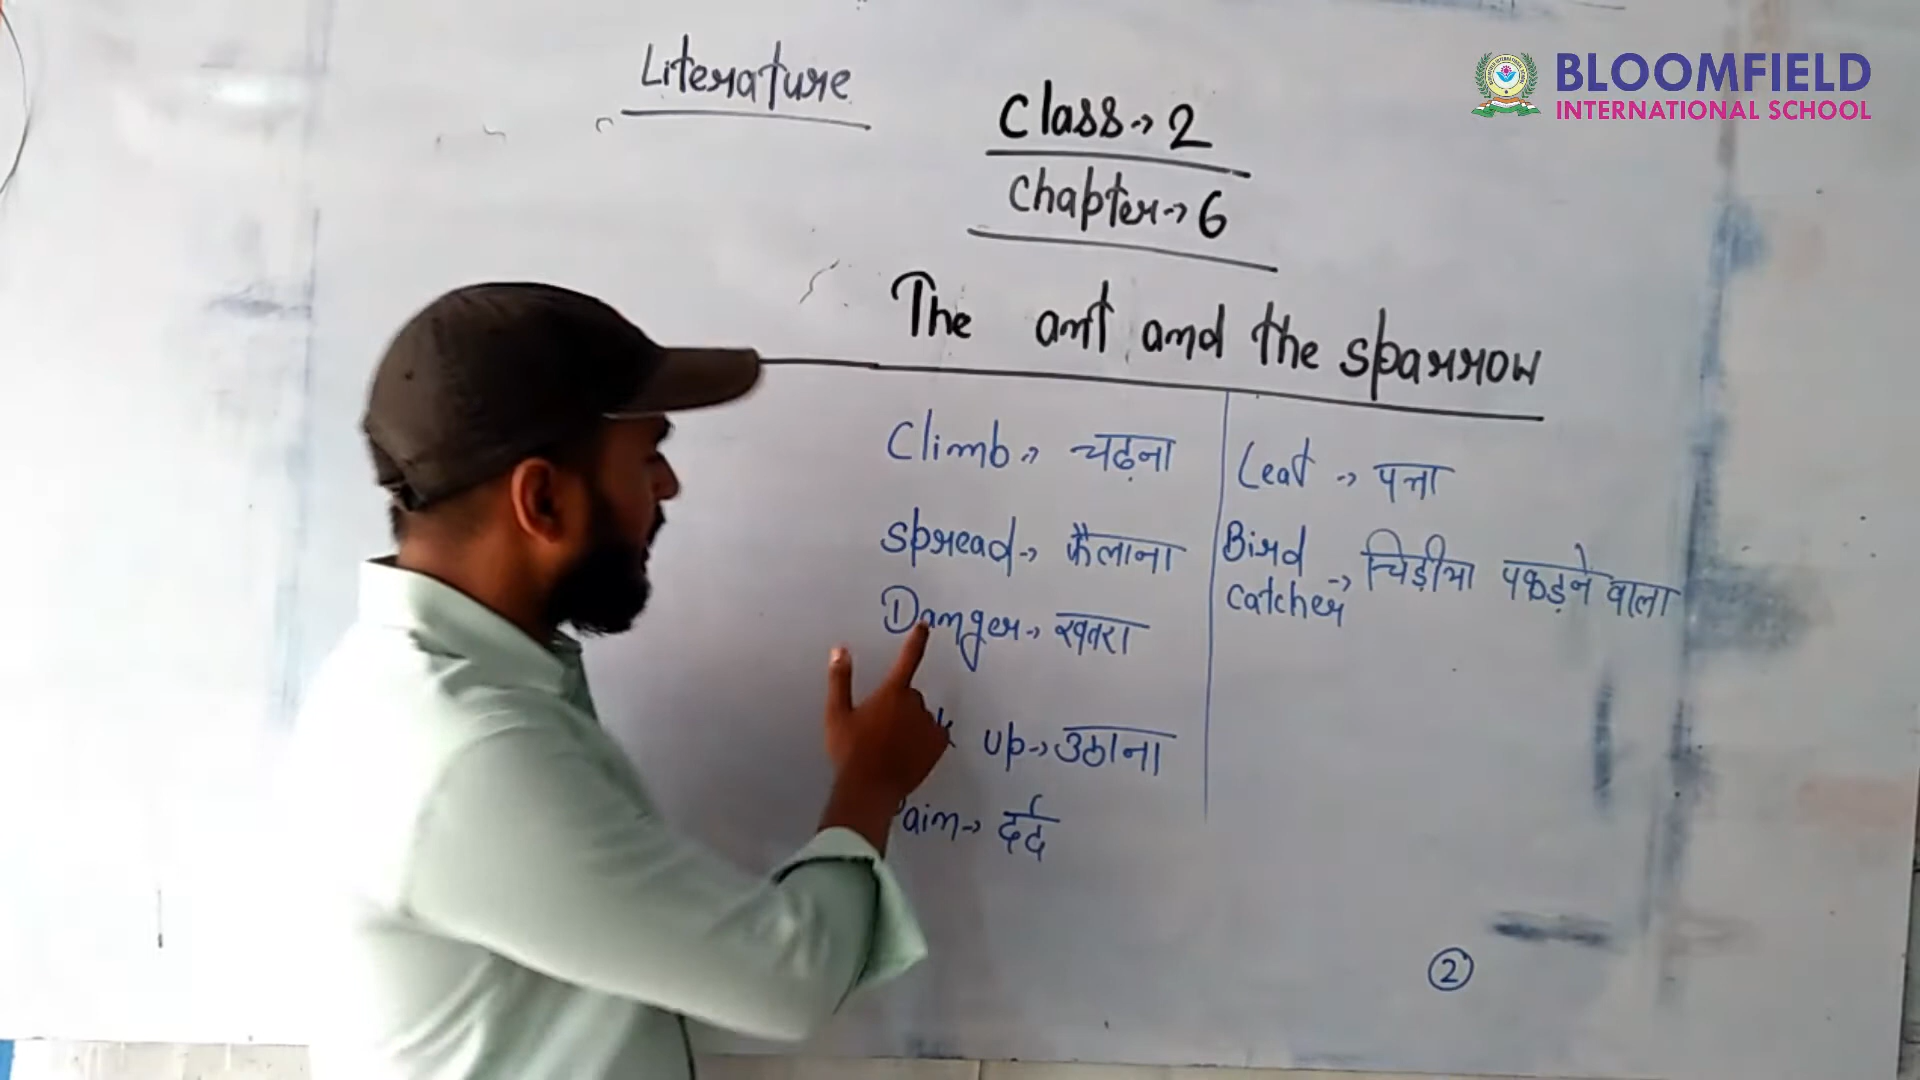 Literature
BLOOMFIELD
INTERNATIONAL SCHOOL
Class→ 2
Chapter→ 6
The ant and the sparrow
Climb → चढ़ना
Spread → फैलाना
Danger → खतरा
up → उठाना
Pain → दर्द
Leaf → पत्ता
Bird catcher → चिड़ीया पकड़ने वाला
2